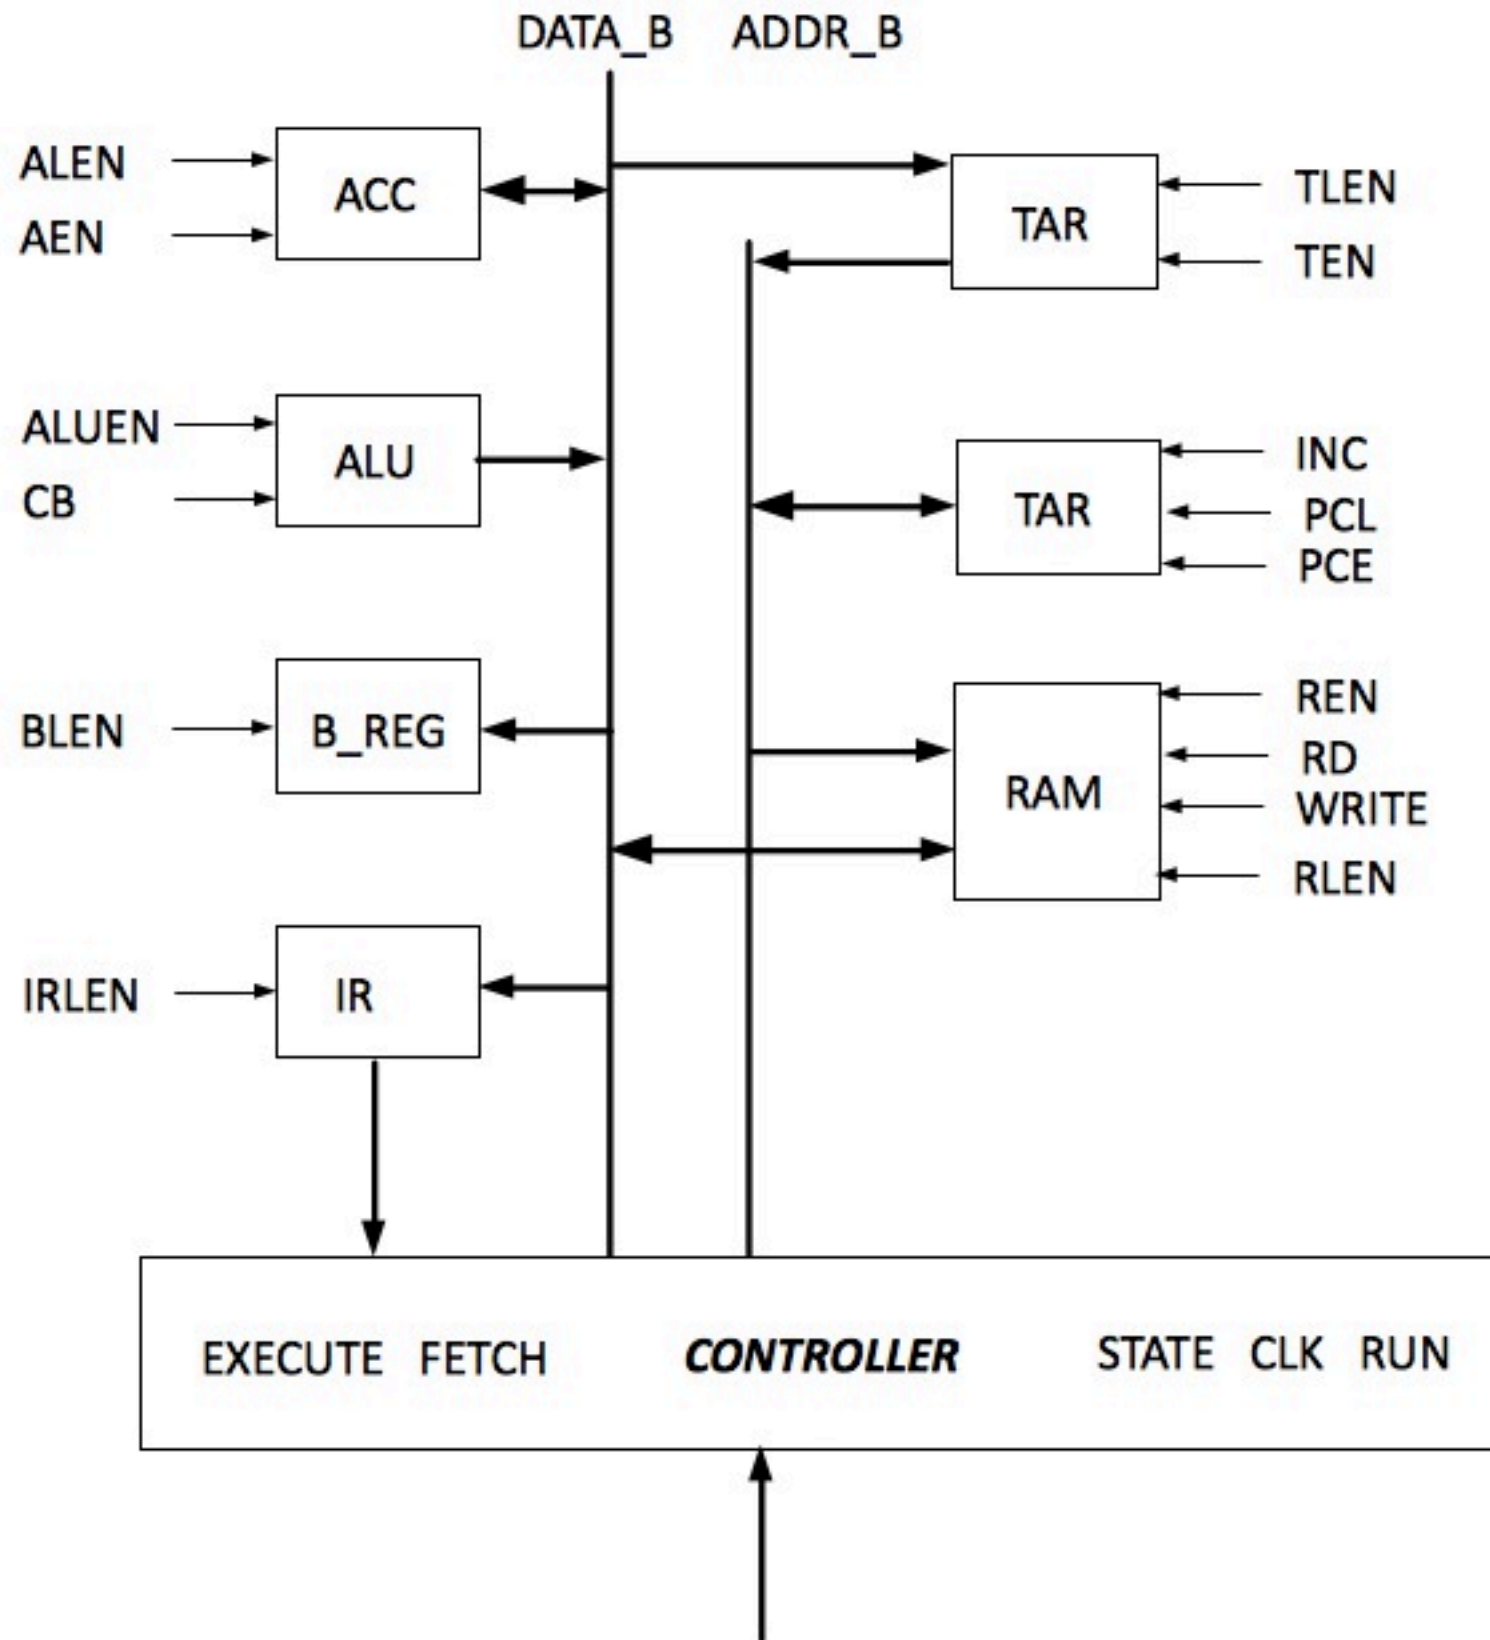 DATA_B ADDR_B
ALEN
ACC
AEN
TLEN
TAR
TEN
ALUEN
ALU
CB
INC
TAR
PCL
PCE
BLEN
B_REG
REN
RD
RAM
WRITE
RLEN
IRLEN
IR
EXECUTE FETCH CONTROLLER STATE CLK RUN